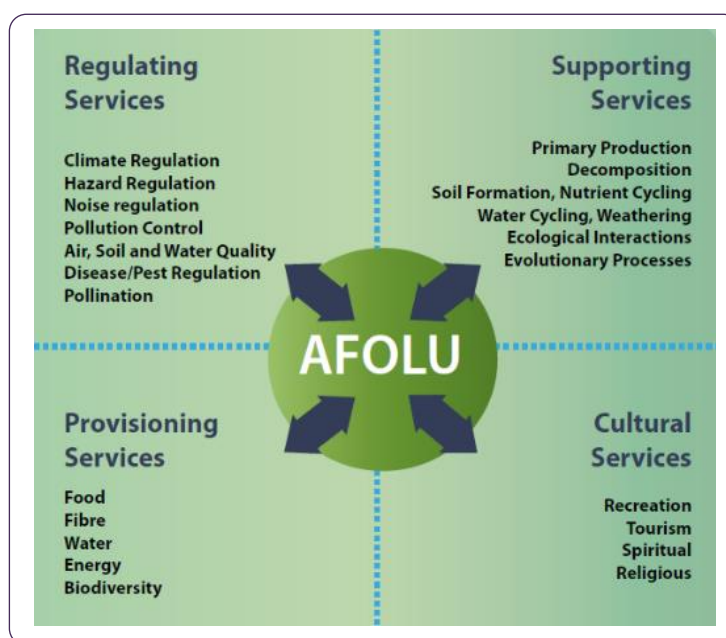 Regulating
Services
Climate Regulation
Hazard Regulation
Noise regulation
Pollution Control
Air, Soil and Water Quality
Disease/Pest Regulation
Pollination
Supporting
Services
Primary Production
Decomposition
Soil Formation, Nutrient Cycling
Water Cycling, Weathering
Ecological Interactions
Evolutionary Processes
AFOLU
Provisioning
Services
Food
Fibre
Water
Energy
Biodiversity
Cultural
Services
Recreation
Tourism
Spiritual
Religious